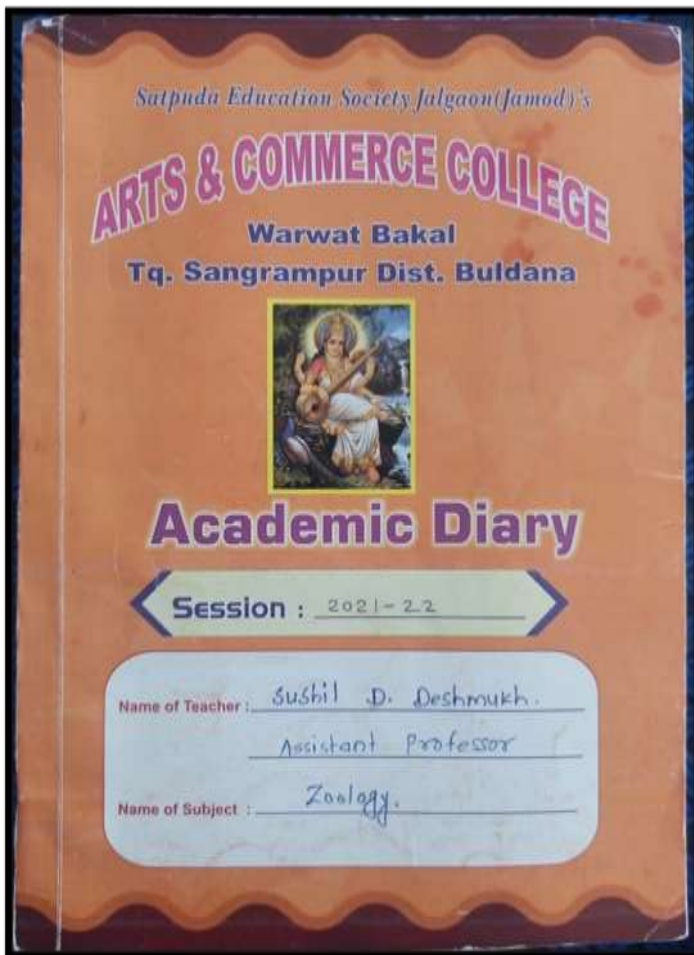 Satpuda Education Society Jalgaon(Jamod)'s
ARTS & COMMERCE COLLEGE
Warwat Bakal
Tq. Sangrampur Dist. Buldana
Academic Diary
Session : 2021-22
Name of Teacher : Sushil D. Deshmukh.
Assistant Professor
Name of Subject : Zoology.